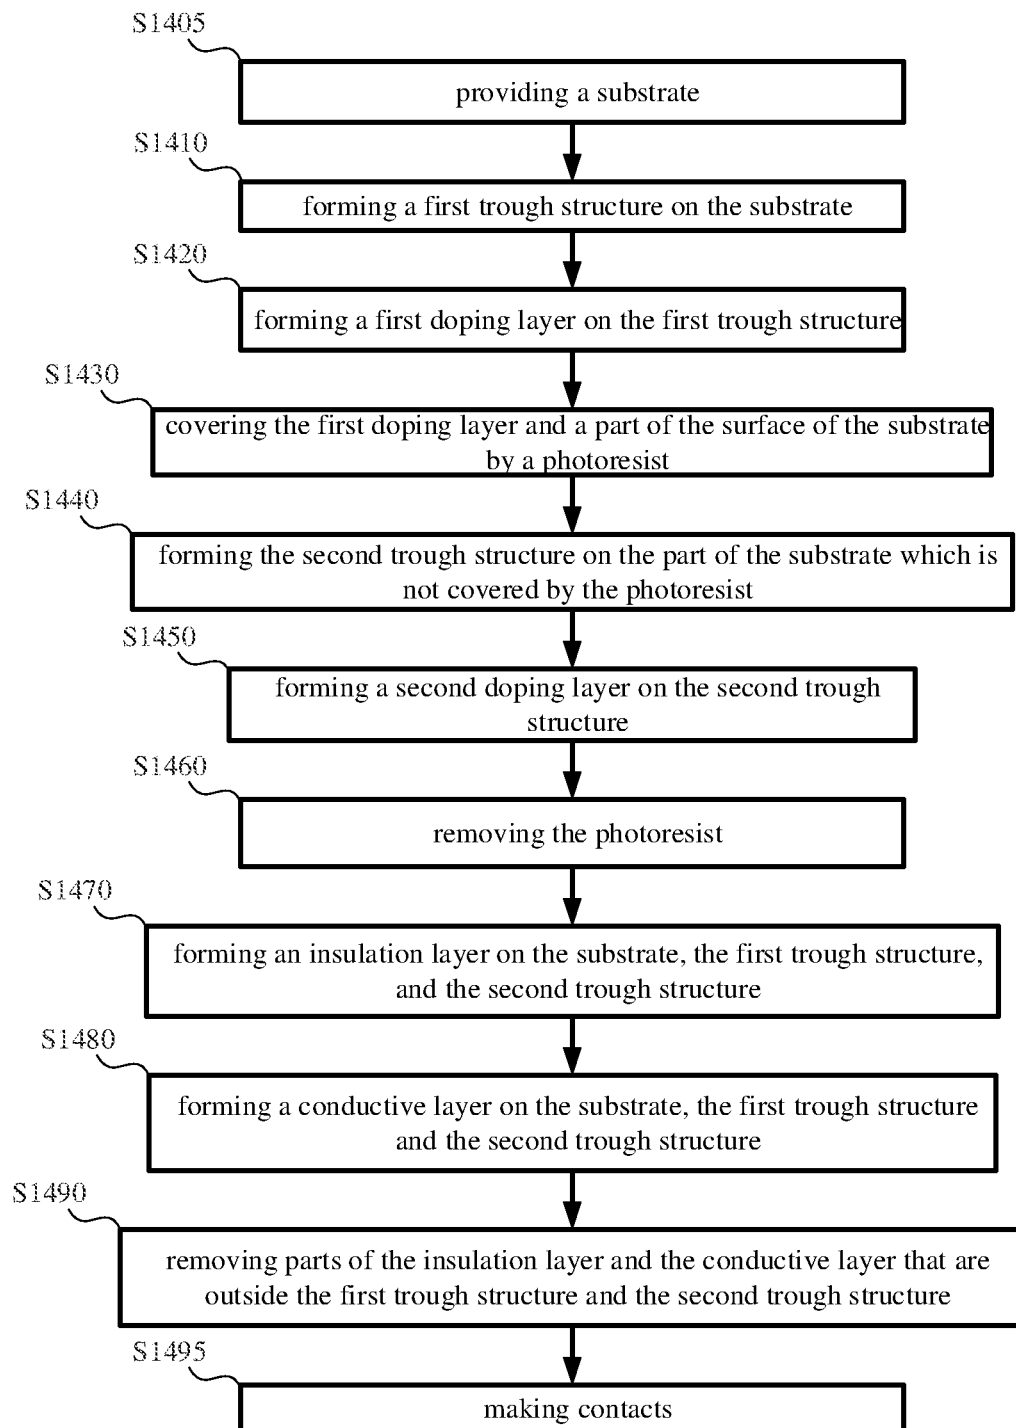 S1405
providing a substrate
S1410
forming a first trough structure on the substrate
S1420
forming a first doping layer on the first trough structure
S1430
covering the first doping layer and a part of the surface of the substrate
by a photoresist
S1440
forming the second trough structure on the part of the substrate which is
not covered by the photoresist
S1450
forming a second doping layer on the second trough
structure
S1460
removing the photoresist
S1470
forming an insulation layer on the substrate, the first trough structure,
and the second trough structure
S1480
forming a conductive layer on the substrate, the first trough structure
and the second trough structure
S1490
removing parts of the insulation layer and the conductive layer that are
outside the first trough structure and the second trough structure
S1495
making contacts